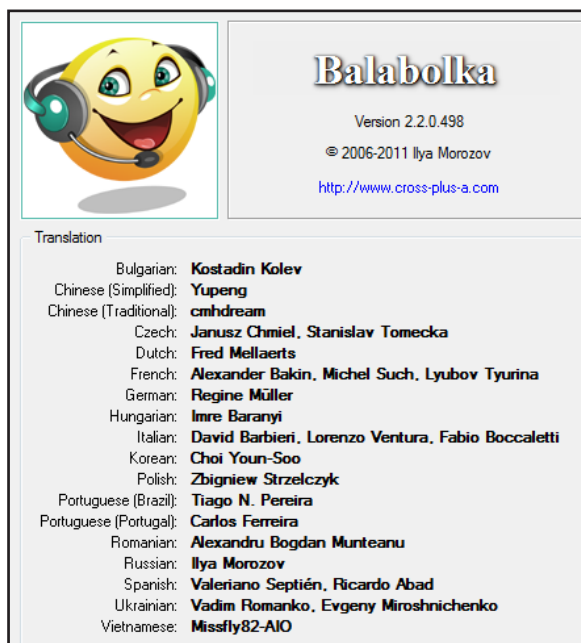 Balabolka
Version 2.2.0.498
© 2006-2011 Ilya Morozov
http://www.cross-plus-a.com
Translation
Bulgarian: Kostadin Kolev
Chinese (Simplified): Yupeng
Chinese (Traditional): cmhdream
Czech: Janusz Chmiel, Stanislav Tomecka
Dutch: Fred Mellaerts
French: Alexander Bakin, Michel Such, Lyubov Tyurina
German: Regine Müller
Hungarian: Imre Baranyi
Italian: David Barbieri, Lorenzo Ventura, Fabio Boccaletti
Korean: Choi Youn-Soo
Polish: Zbigniew Strzelczyk
Portuguese (Brazil): Tiago N. Pereira
Portuguese (Portugal): Carlos Ferreira
Romanian: Alexandru Bogdan Munteanu
Russian: Ilya Morozov
Spanish: Valeriano Septién, Ricardo Abad
Ukrainian: Vadim Romanko, Evgeny Miroshnichenko
Vietnamese: Missfly82-AIO